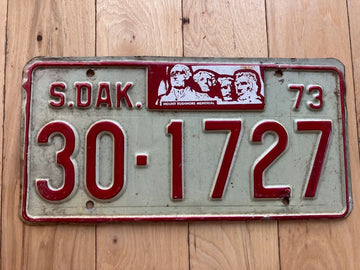 S.DAK. 73
MOUNT RUSHMORE MEMORIAL
30-1727